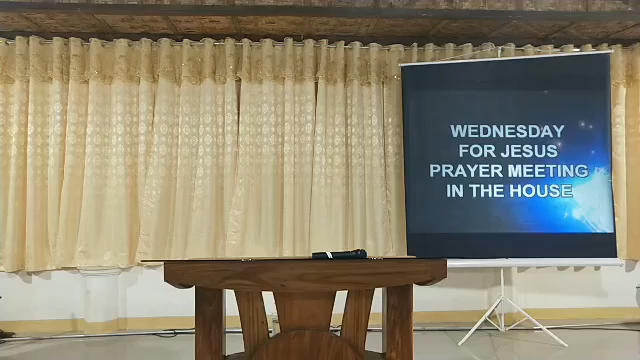 WEDNESDAY
FOR JESUS
PRAYER MEETING
IN THE HOUSE